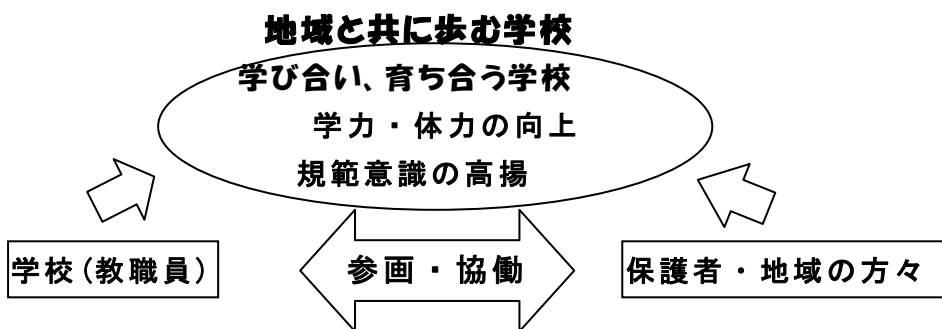 地域と共に歩む学校
学び合い、育ち合う学校
学力・体力の向上
規範意識の高揚
学校(教職員)
参画・協働
保護者・地域の方々